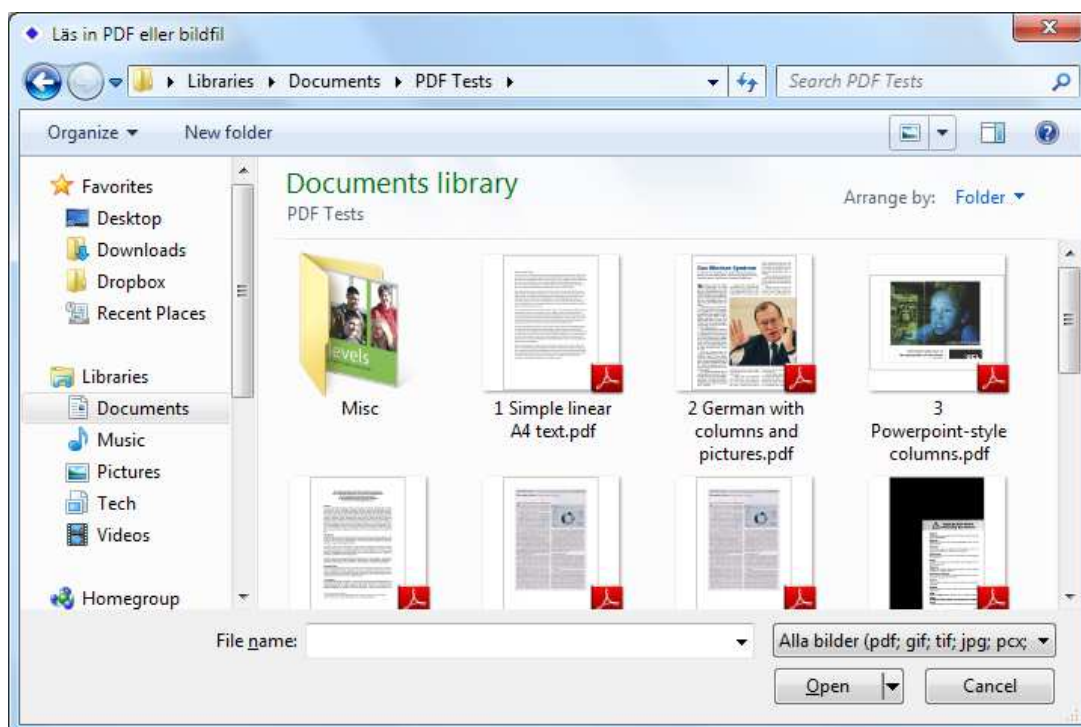 Läs in PDF eller bildfil
Libraries Documents PDF Tests
Search PDF Tests
Organize New folder
Favorites
Desktop
Downloads
Dropbox
Recent Places
Libraries
Documents
Music
Pictures
Tech
Videos
Homegroup
Documents library
PDF Tests
Arrange by: Folder
evels
Misc
1 Simple linear
A4 text.pdf
2 German with
columns and
pictures.pdf
3
Powerpoint-style
columns.pdf
File name:
Alla bilder (pdf; gif; tif; jpg; pcx;
Open
Cancel